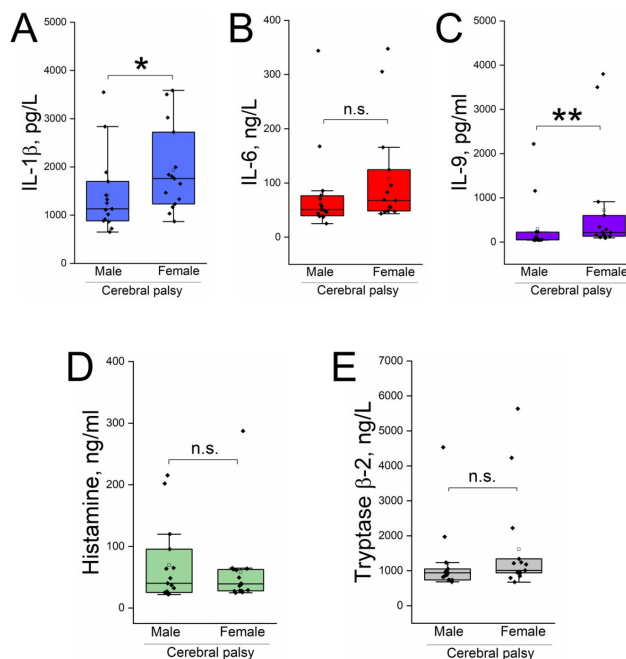 A
IL-1β, pg/L
5000
4000
3000
2000
1000
0
*
Male Female
Cerebral palsy
B
IL-6, ng/L
400
300
200
100
0
n.s.
Male Female
Cerebral palsy
C
IL-9, pg/ml
5000
4000
3000
2000
1000
0
**
Male Female
Cerebral palsy
D
Histamine, ng/ml
400
300
200
100
0
n.s.
Male Female
Cerebral palsy
E
Tryptase β-2, ng/L
7000
6000
5000
4000
3000
2000
1000
0
n.s.
Male Female
Cerebral palsy